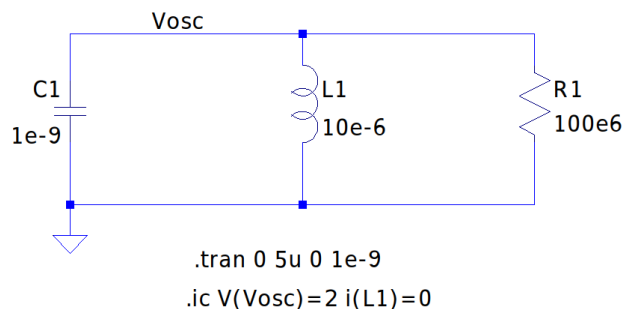 Vosc
C1
1e-9
L1
10e-6
R1
100e6
.tran 0 5u 0 1e-9
.ic V(Vosc)=2 i(L1)=0